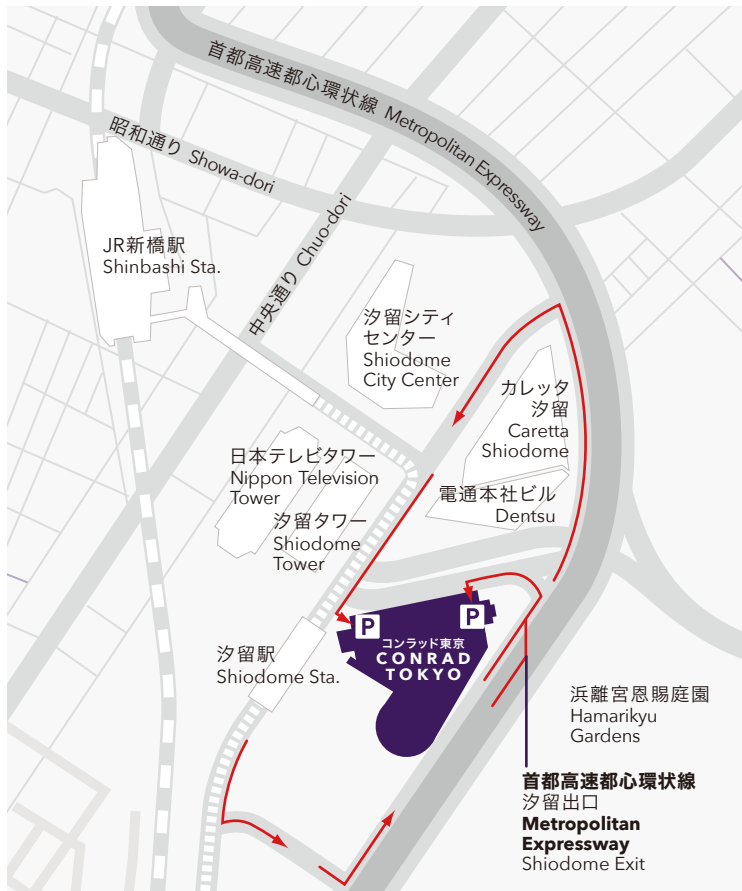 首都高速都心環状線 Metropolitan Expressway
昭和通り Showa-dori
JR新橋駅
Shinbashi Sta.
中央通り Chuo-dori
汐留シティ
センター
Shiodome
City Center
カレッタ
汐留
Caretta
Shiodome
日本テレビタワー
Nippon Television
Tower
電通本社ビル
Dentsu
汐留タワー
Shiodome
Tower
P
P
コンラッド東京
CONRAD
TOKYO
汐留駅
Shiodome Sta.
浜離宮恩賜庭園
Hamarikyu
Gardens
首都高速都心環状線
汐留出口
Metropolitan
Expressway
Shiodome Exit